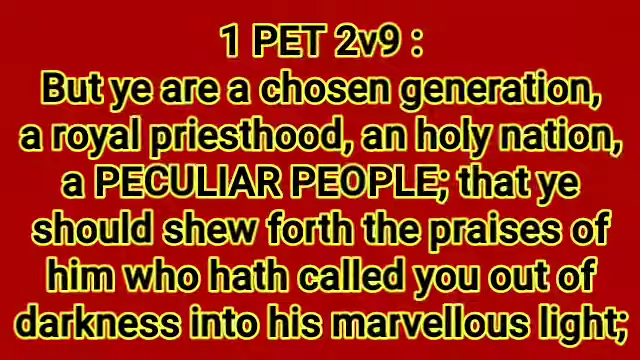 1 PET 2v9 :
But ye are a chosen generation,
a royal priesthood, an holy nation,
a PECULIAR PEOPLE; that ye
should shew forth the praises of
him who hath called you out of
darkness into his marvellous light;